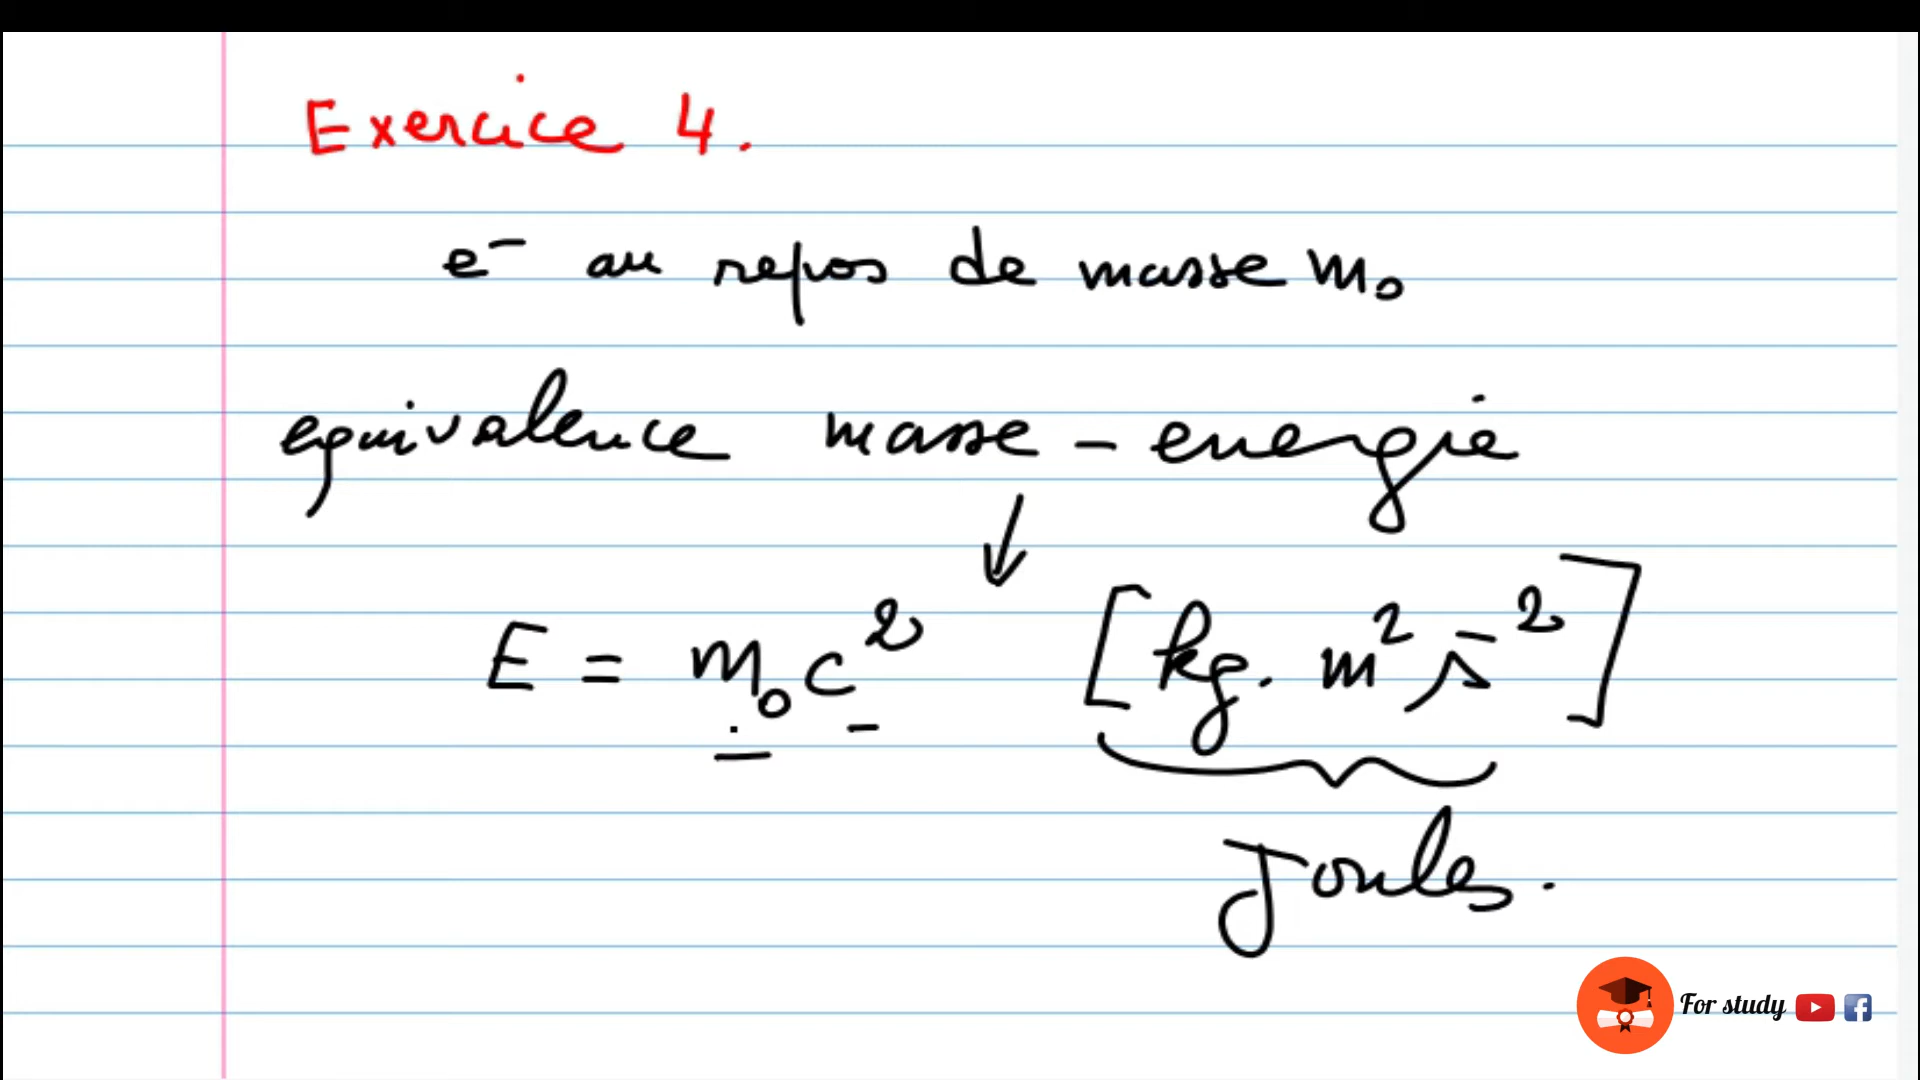 Exercice 4.
e⁻ au repos de masse m₀
equivalence masse - energie
↓
E = m₀c² [kg. m² s⁻²]
Joules.
For study